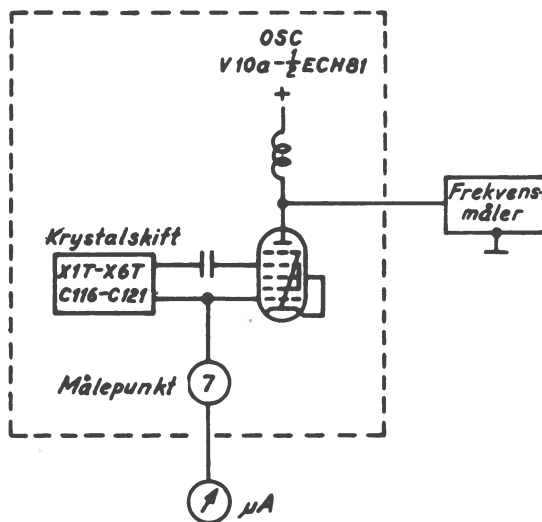 OSC
V10a-½ECH81
+
Frekvens-
måler
Krystalskift
X1T-X6T
C116-C121
Målepunkt
7
µA